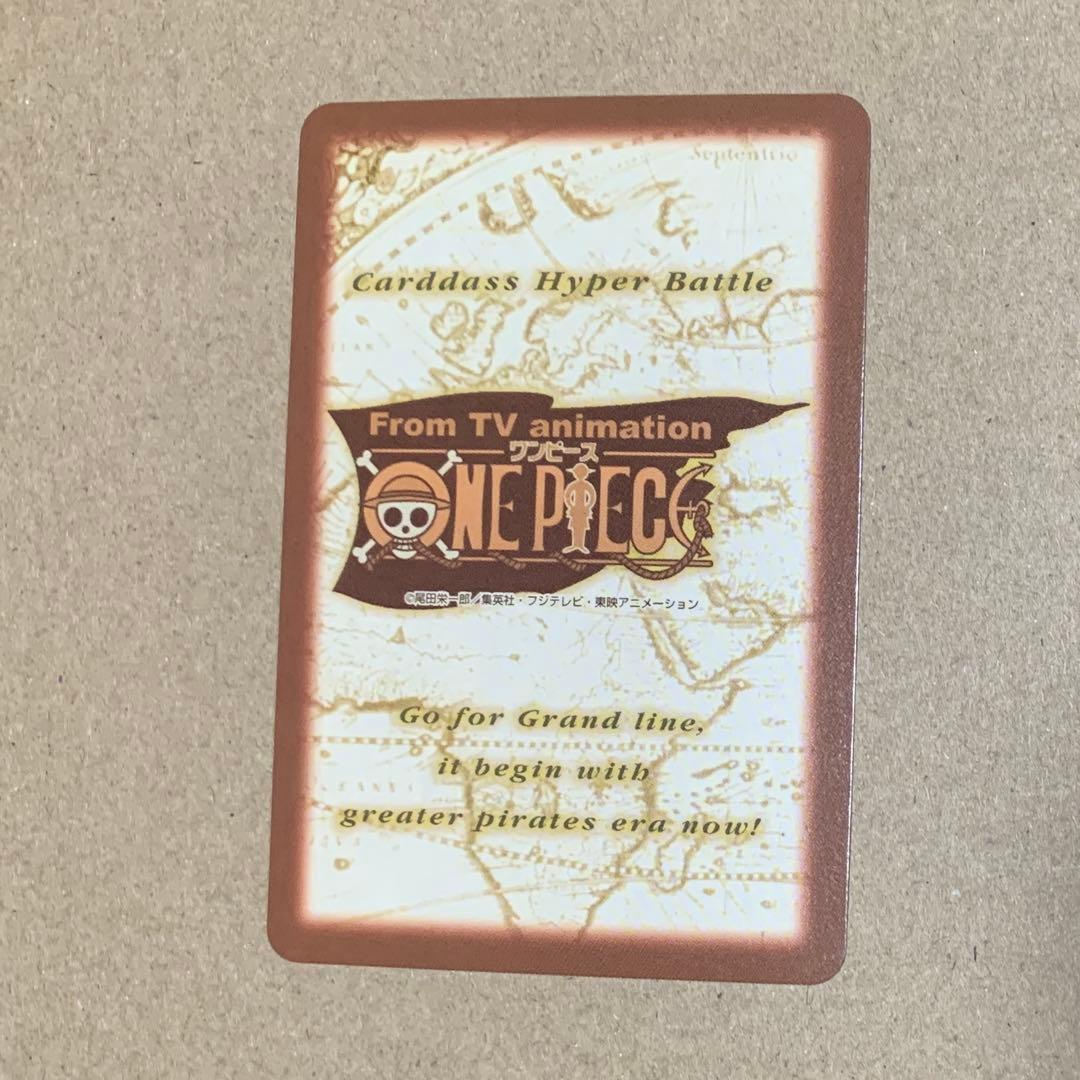 Septentrio
Carddass Hyper Battle
From TV animation
ワンピース
ONE PIECE
©尾田栄一郎／集英社・フジテレビ・東映アニメーション
Go for Grand line,
it begin with
greater pirates era now!